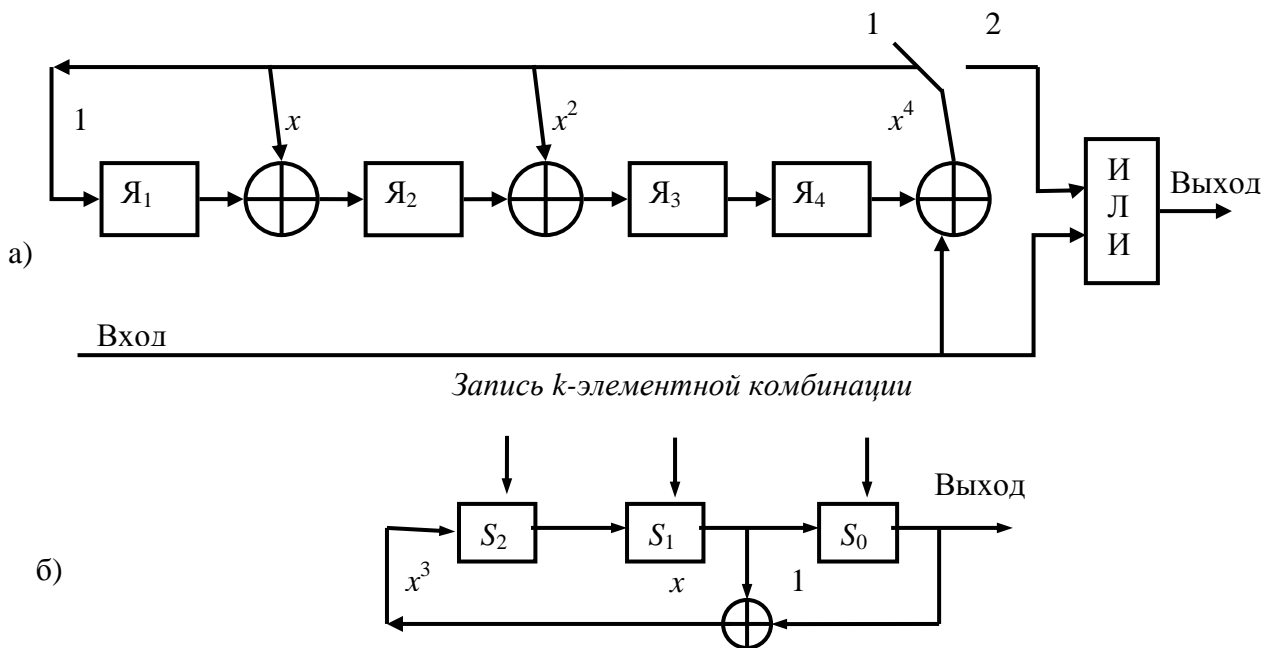 1 2
1 x x² x⁴
Я₁ Я₂ Я₃ Я₄
И
Л
И
Выход
а)
Вход
Запись k-элементной комбинации
Выход
S₂ S₁ S₀
б)
x³ x 1